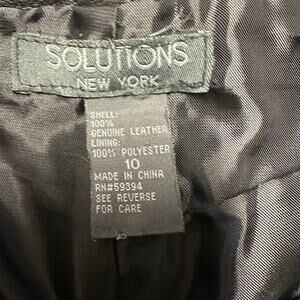 SOLUTIONS
NEW YORK
SHELL:
100%
GENUINE LEATHER
LINING:
100% POLYESTER
10
MADE IN CHINA
RN#59394
SEE REVERSE
FOR CARE